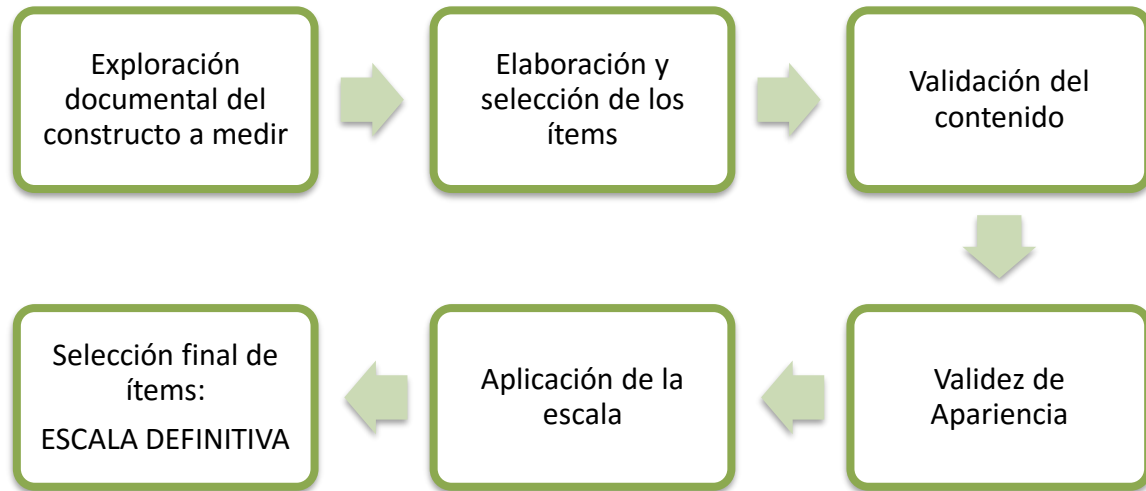 Exploración
documental del
constructo a medir
Elaboración y
selección de los
ítems
Validación del
contenido
Validez de
Apariencia
Aplicación de la
escala
Selección final de
ítems:
ESCALA DEFINITIVA